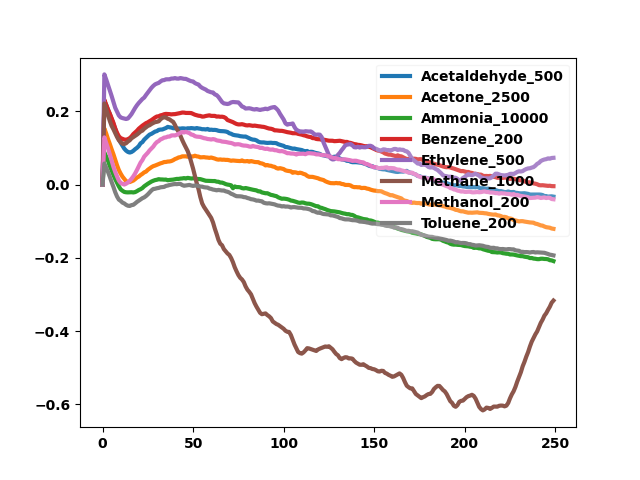 Acetaldehyde_500
Acetone_2500
Ammonia_10000
Benzene_200
Ethylene_500
Methane_1000
Methanol_200
Toluene_200
0.2
0.0
−0.2
−0.4
−0.6
0 50 100 150 200 250